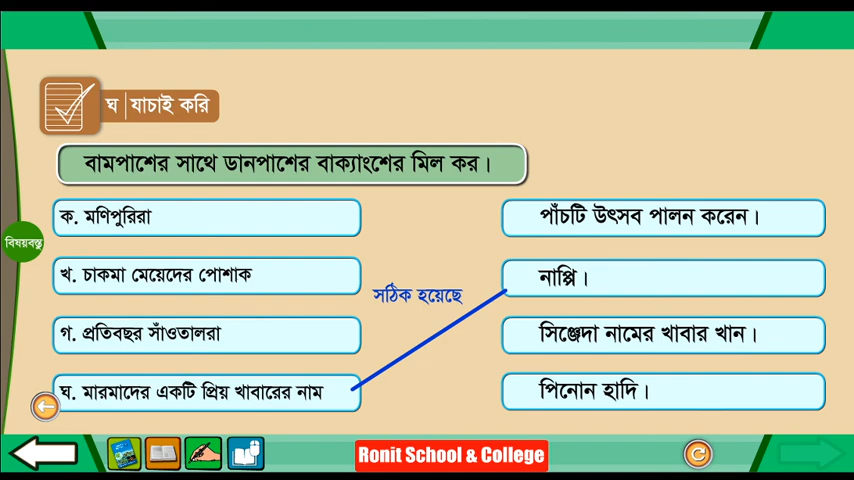 ঘ | যাচাই করি
বামপাশের সাথে ডানপাশের বাক্যাংশের মিল কর।
ক. মণিপুরিরা
পাঁচটি উৎসব পালন করেন।
বিষয়বস্তু
খ. চাকমা মেয়েদের পোশাক
নাপ্পি।
সঠিক হয়েছে
গ. প্রতিবছর সাঁওতালরা
সিঞ্জেদা নামের খাবার খান।
ঘ. মারমাদের একটি প্রিয় খাবারের নাম
পিনোন হাদি।
Ronit School & College